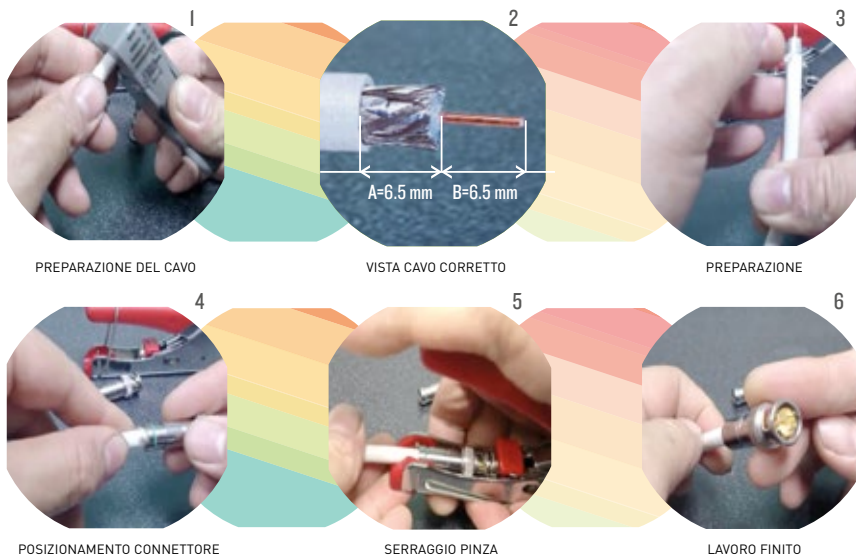 1
2
3
A=6.5 mm
B=6.5 mm
PREPARAZIONE DEL CAVO
VISTA CAVO CORRETTO
PREPARAZIONE
4
5
6
POSIZIONAMENTO CONNETTORE
SERRAGGIO PINZA
LAVORO FINITO